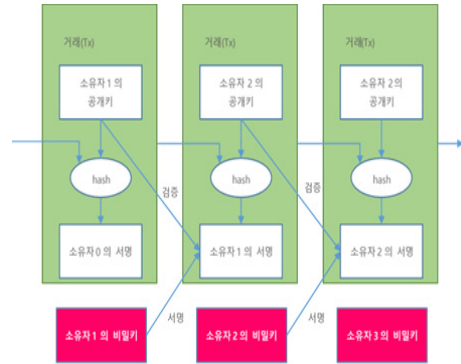 거래(Tx)
소유자 1 의
공개키
hash
소유자 0 의 서명
거래(Tx)
소유자 2 의
공개키
hash
소유자 1 의 서명
거래(Tx)
소유자 2 의
공개키
hash
소유자 2 의 서명
검증
검증
서명
서명
소유자 1 의 비밀키
소유자 2 의 비밀키
소유자 3 의 비밀키